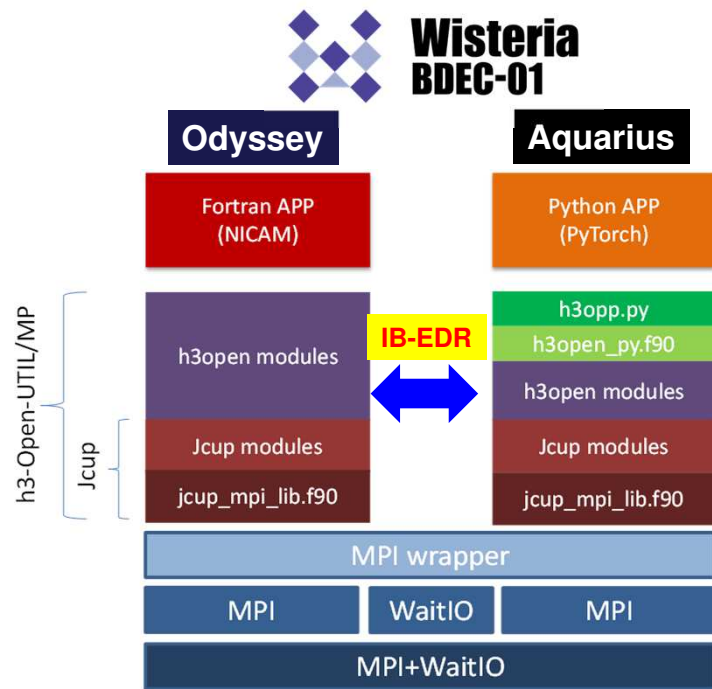 Wisteria
BDEC-01
Odyssey
Aquarius
Fortran APP
(NICAM)
Python APP
(PyTorch)
h3-Open-UTIL/MP
Jcup
h3open modules
Jcup modules
jcup_mpi_lib.f90
IB-EDR
h3opp.py
h3open_py.f90
h3open modules
Jcup modules
jcup_mpi_lib.f90
MPI wrapper
MPI
WaitIO
MPI
MPI+WaitIO